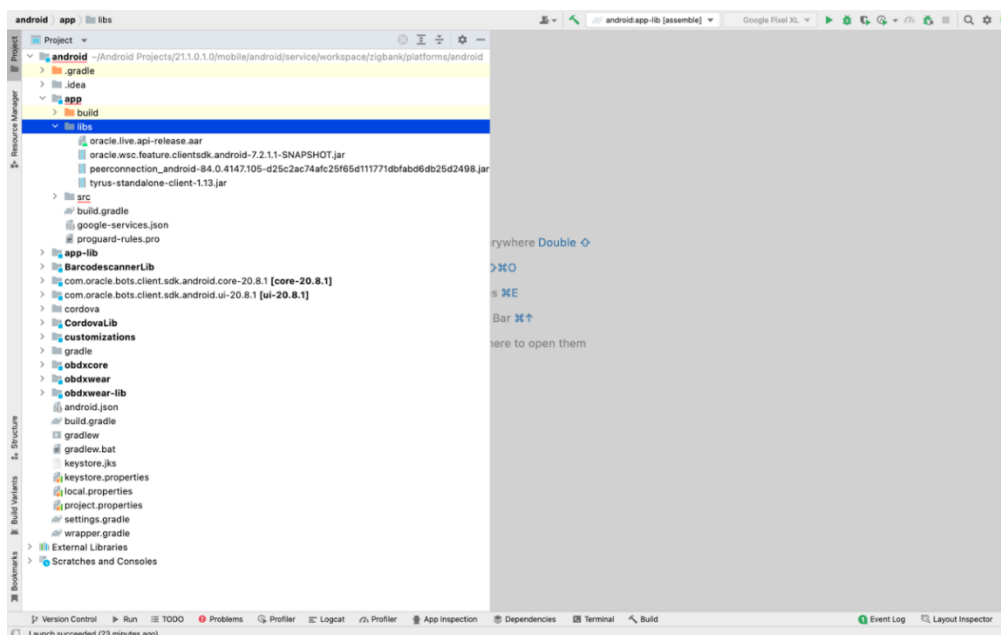 android app libs
android:app-lib [assemble]
Google Pixel XL
Project
Project
android ~/Android Projects/21.1.0.1.0/mobile/android/service/workspace/zigbank/platforms/android
.gradle
.idea
app
build
libs
oracle.live.api-release.aar
oracle.wsc.feature.clientsdk.android-7.2.1.1-SNAPSHOT.jar
peerconnection_android-84.0.4147.105-d25c2ac74afc25f65d111771dbfabd6db25d2498.jar
tyrus-standalone-client-1.13.jar
src
build.gradle
google-services.json
proguard-rules.pro
app-lib
BarcodescannerLib
com.oracle.bots.client.sdk.android.core-20.8.1 [core-20.8.1]
com.oracle.bots.client.sdk.android.ui-20.8.1 [ui-20.8.1]
cordova
CordovaLib
customizations
gradle
obdxcore
obdxwear
obdxwear-lib
android.json
build.gradle
gradlew
gradlew.bat
keystore.jks
keystore.properties
local.properties
project.properties
settings.gradle
wrapper.gradle
External Libraries
Scratches and Consoles
Resource Manager
Structure
Build Variants
Bookmarks
rywhere Double ⇧
⌘O
s ⌘E
Bar ⌘↑
here to open them
Version Control Run TODO Problems Profiler Logcat Profiler App Inspection Dependencies Terminal Build Event Log Layout Inspector
Launch succeeded (23 minutes ago)